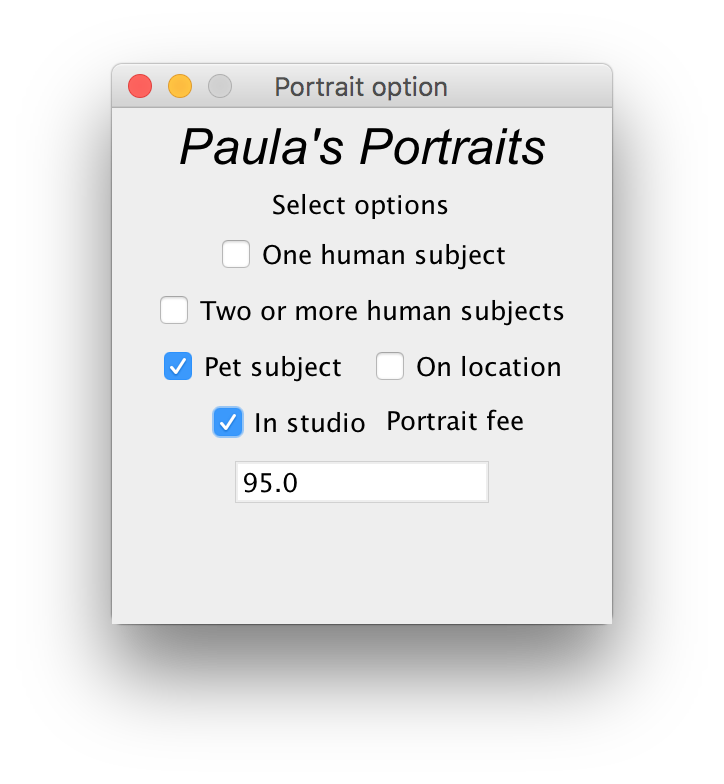 Portrait option
Paula's Portraits
Select options
One human subject
Two or more human subjects
Pet subject On location
In studio Portrait fee
95.0